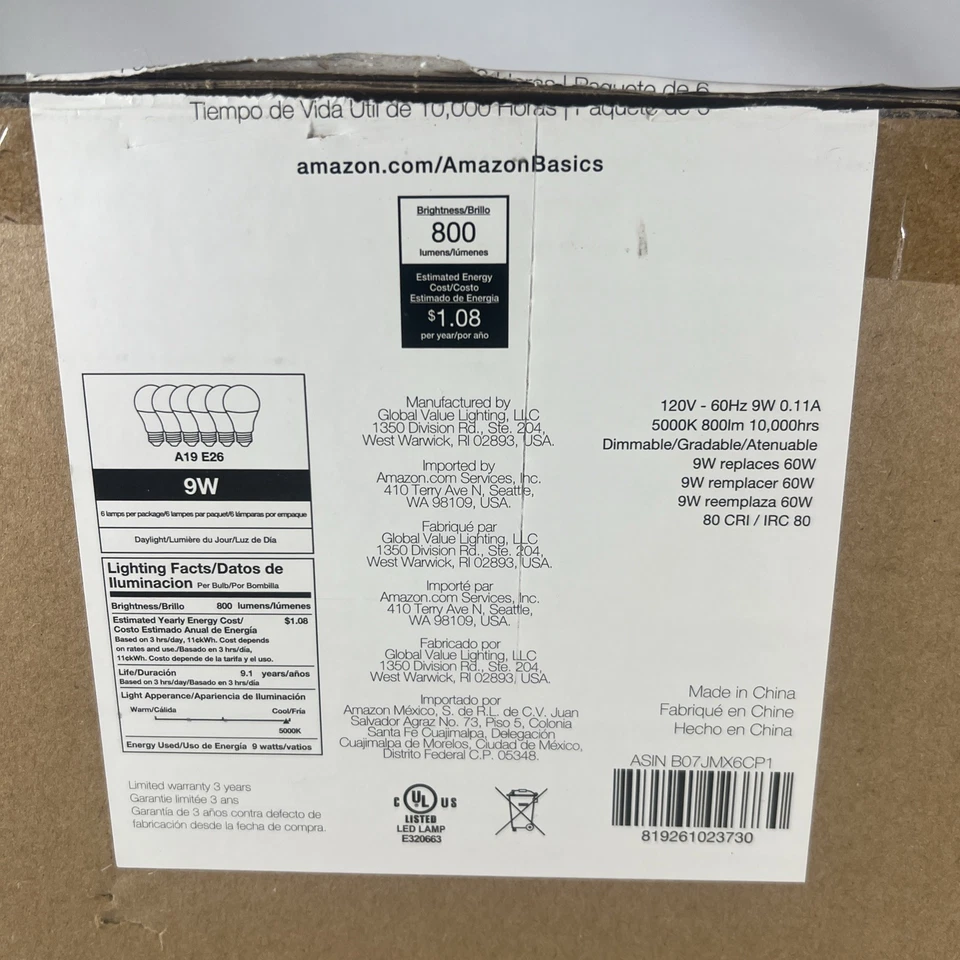 Horas | Paquete de 6
Tiempo de Vida Útil de 10,000 Horas | Paquete de 6
amazon.com/AmazonBasics
Brightness/Brillo
800
lumens/lúmenes
Estimated Energy
Cost/Costo
Estimado de Energia
$1.08
per year/por año
A19 E26
9W
6 lamps per package/6 lampes par paquet/6 lámparas por empaque
Daylight/Lumière du Jour/Luz de Día
Lighting Facts/Datos de
Iluminacion Per Bulb/Por Bombilla
Brightness/Brillo 800 lumens/lúmenes
Estimated Yearly Energy Cost/ $1.08
Costo Estimado Anual de Energía
Based on 3 hrs/day, 11¢kWh. Cost depends
on rates and use./Basado en 3 hrs/día,
11¢kWh. Costo depende de la tarifa y el uso.
Life/Duración 9.1 years/años
Based on 3 hrs/day/Basado en 3 hrs/día
Light Apperance/Apariencia de Iluminación
Warm/Cálida Cool/Fría
5000K
Energy Used/Uso de Energía 9 watts/vatios
Limited warranty 3 years
Garantie limitée 3 ans
Garantía de 3 años contra defecto de
fabricación desde la fecha de compra.
Manufactured by
Global Value Lighting, LLC
1350 Division Rd., Ste. 204,
West Warwick, RI 02893, USA.
Imported by
Amazon.com Services, Inc.
410 Terry Ave N, Seattle,
WA 98109, USA.
Fabriqué par
Global Value Lighting, LLC
1350 Division Rd., Ste. 204,
West Warwick, RI 02893, USA.
Importé par
Amazon.com Services, Inc.
410 Terry Ave N, Seattle,
WA 98109, USA.
Fabricado por
Global Value Lighting, LLC
1350 Division Rd., Ste. 204,
West Warwick, RI 02893, USA.
Importado por
Amazon México, S. de R.L. de C.V. Juan
Salvador Agraz No. 73, Piso 5, Colonia
Santa Fé Cuajimalpa, Delegación
Cuajimalpa de Morelos, Ciudad de México,
Distrito Federal C.P. 05348.
C UL US
LISTED
LED LAMP
E320663
120V - 60Hz 9W 0.11A
5000K 800lm 10,000hrs
Dimmable/Gradable/Atenuable
9W replaces 60W
9W remplacer 60W
9W reemplaza 60W
80 CRI / IRC 80
Made in China
Fabriqué en Chine
Hecho en China
ASIN B07JMX6CP1
819261023730